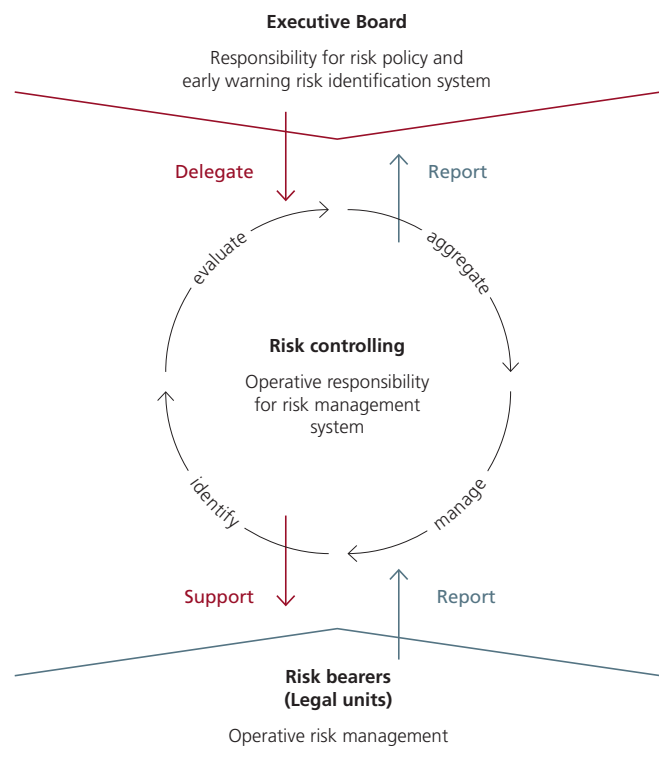 Executive Board
Responsibility for risk policy and
early warning risk identification system
Delegate
Report
evaluate
aggregate
Risk controlling
Operative responsibility
for risk management
system
identify
manage
Support
Report
Risk bearers
(Legal units)
Operative risk management